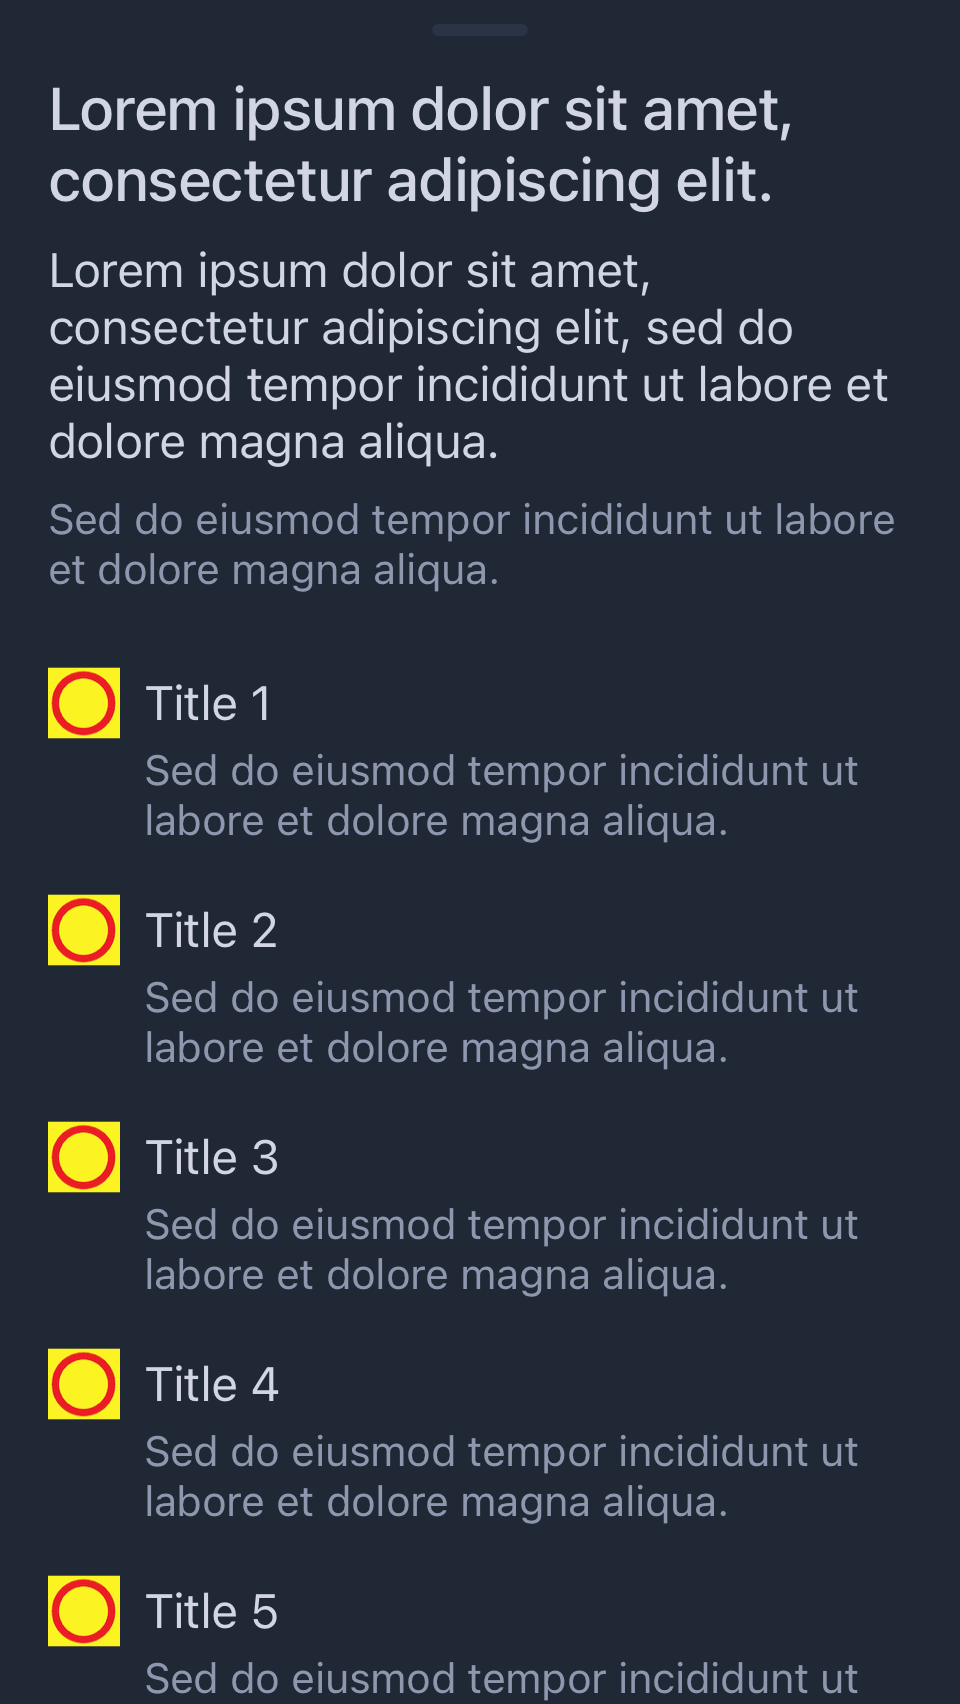 Lorem ipsum dolor sit amet,
consectetur adipiscing elit.
Lorem ipsum dolor sit amet,
consectetur adipiscing elit, sed do
eiusmod tempor incididunt ut labore et
dolore magna aliqua.
Sed do eiusmod tempor incididunt ut labore
et dolore magna aliqua.
Title 1
Sed do eiusmod tempor incididunt ut
labore et dolore magna aliqua.
Title 2
Sed do eiusmod tempor incididunt ut
labore et dolore magna aliqua.
Title 3
Sed do eiusmod tempor incididunt ut
labore et dolore magna aliqua.
Title 4
Sed do eiusmod tempor incididunt ut
labore et dolore magna aliqua.
Title 5
Sed do eiusmod tempor incididunt ut